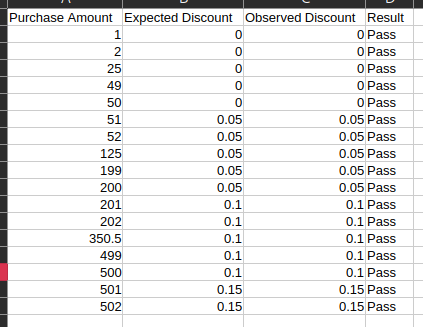 Purchase Amount Expected Discount Observed Discount Result
1 0 0 Pass
2 0 0 Pass
25 0 0 Pass
49 0 0 Pass
50 0 0 Pass
51 0.05 0.05 Pass
52 0.05 0.05 Pass
125 0.05 0.05 Pass
199 0.05 0.05 Pass
200 0.05 0.05 Pass
201 0.1 0.1 Pass
202 0.1 0.1 Pass
350.5 0.1 0.1 Pass
499 0.1 0.1 Pass
500 0.1 0.1 Pass
501 0.15 0.15 Pass
502 0.15 0.15 Pass